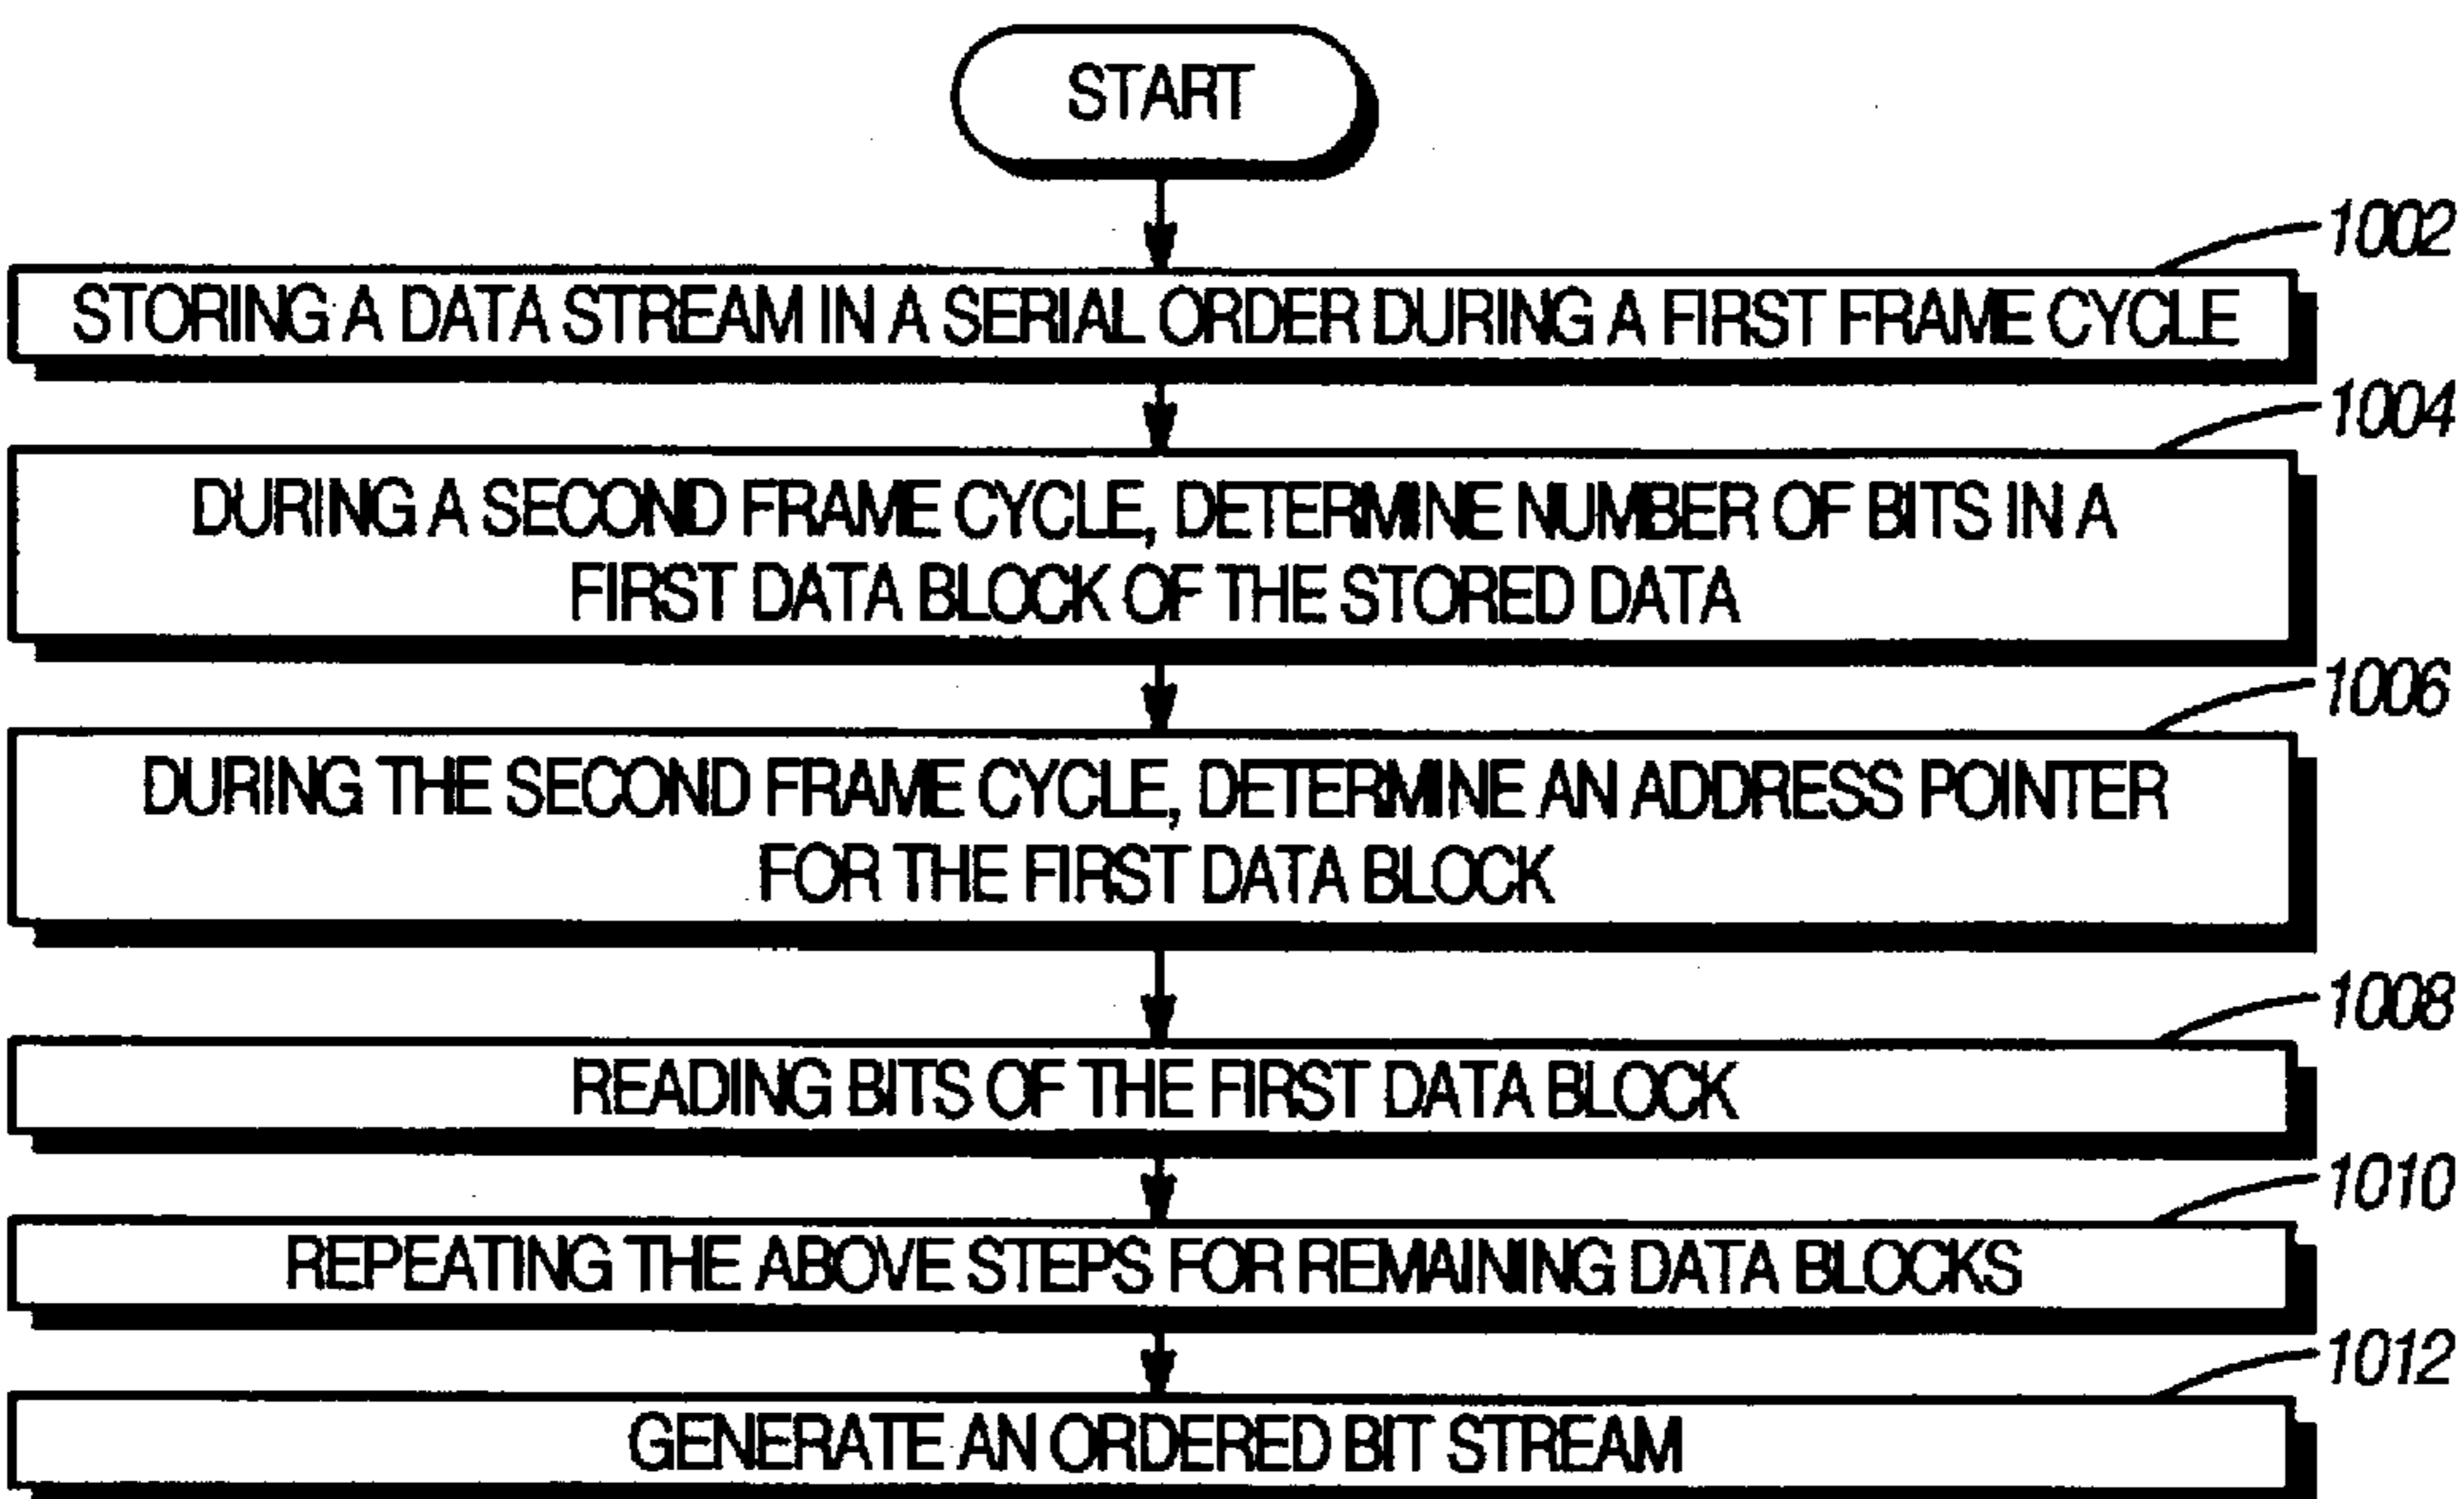 START
1002
STORING A DATA STREAM IN A SERIAL ORDER DURING A FIRST FRAME CYCLE
1004
DURING A SECOND FRAME CYCLE, DETERMINE NUMBER OF BITS IN A
FIRST DATA BLOCK OF THE STORED DATA
1006
DURING THE SECOND FRAME CYCLE, DETERMINE AN ADDRESS POINTER
FOR THE FIRST DATA BLOCK
1008
READING BITS OF THE FIRST DATA BLOCK
1010
REPEATING THE ABOVE STEPS FOR REMAINING DATA BLOCKS
1012
GENERATE AN ORDERED BIT STREAM